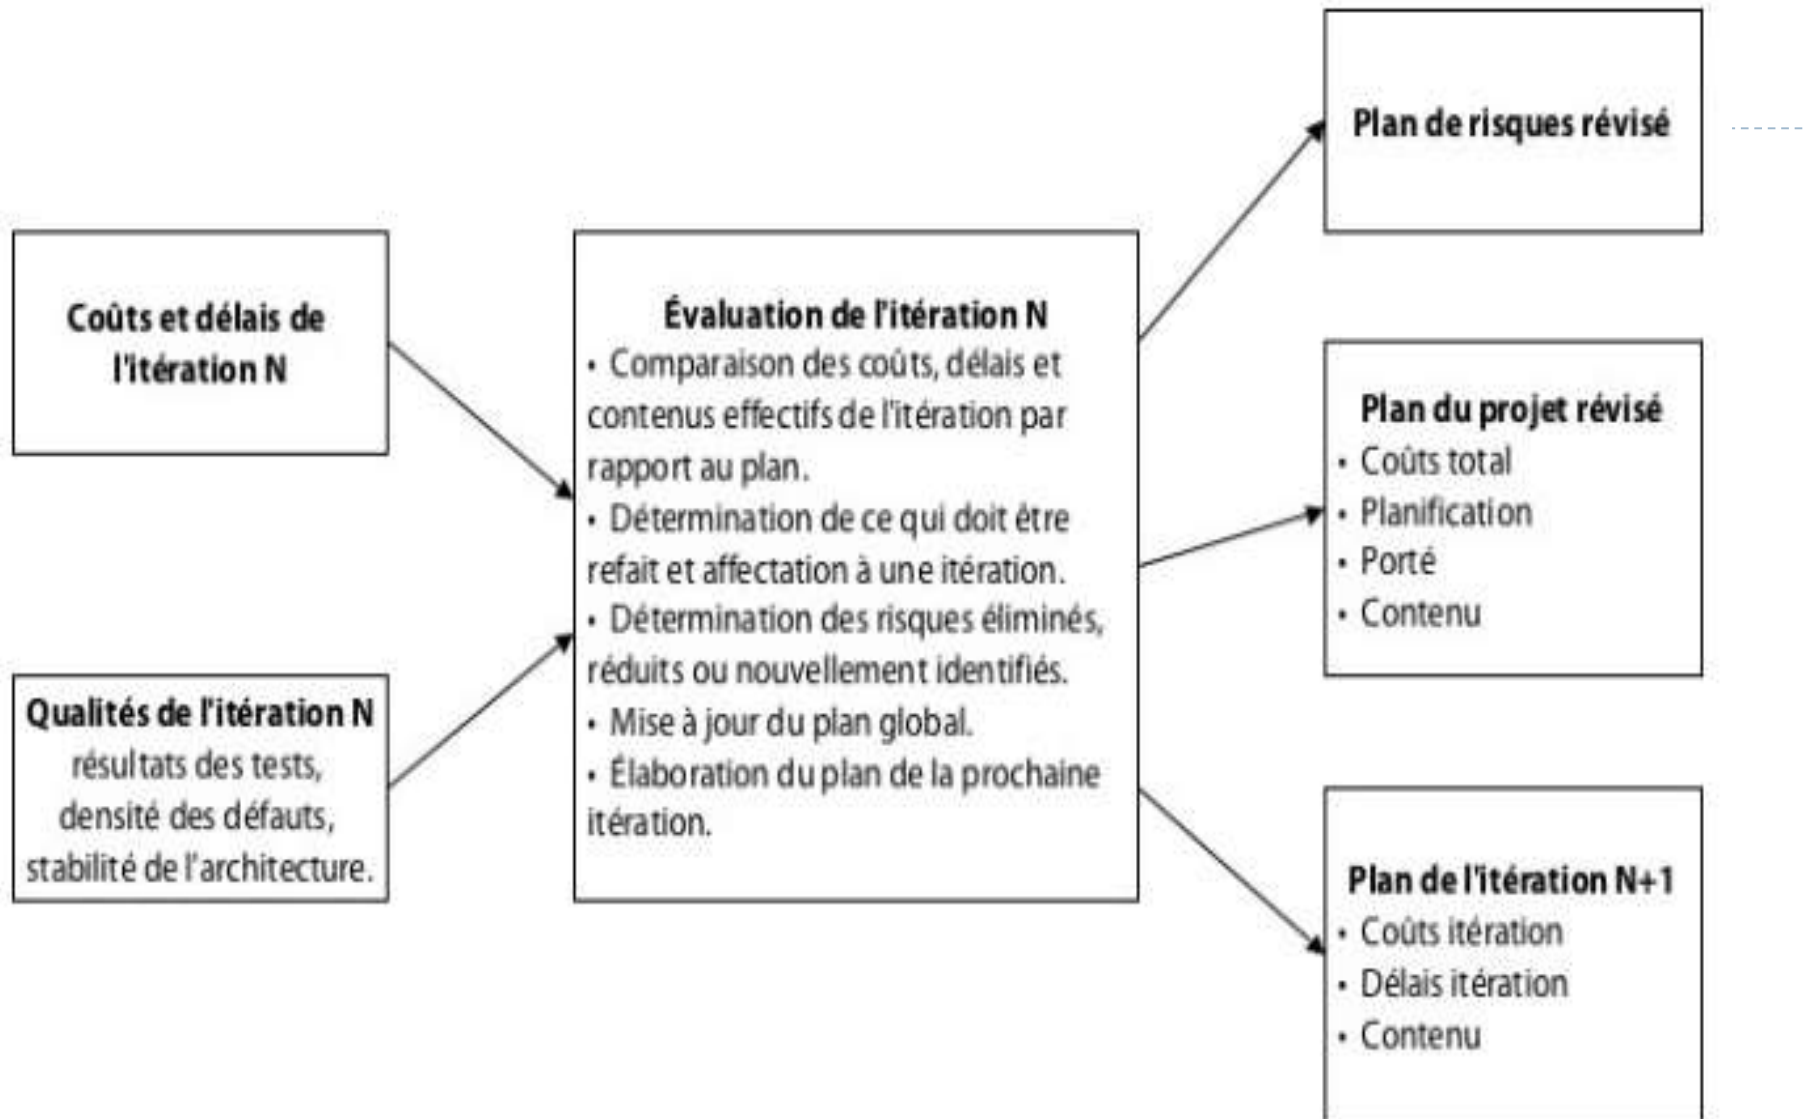 Coûts et délais de
l'itération N
Qualités de l'itération N
résultats des tests,
densité des défauts,
stabilité de l'architecture.
Évaluation de l'itération N
• Comparaison des coûts, délais et
contenus effectifs de l'itération par
rapport au plan.
• Détermination de ce qui doit être
refait et affectation à une itération.
• Détermination des risques éliminés,
réduits ou nouvellement identifiés.
• Mise à jour du plan global.
• Élaboration du plan de la prochaine
itération.
Plan de risques révisé
Plan du projet révisé
• Coûts total
• Planification
• Porté
• Contenu
Plan de l'itération N+1
• Coûts itération
• Délais itération
• Contenu